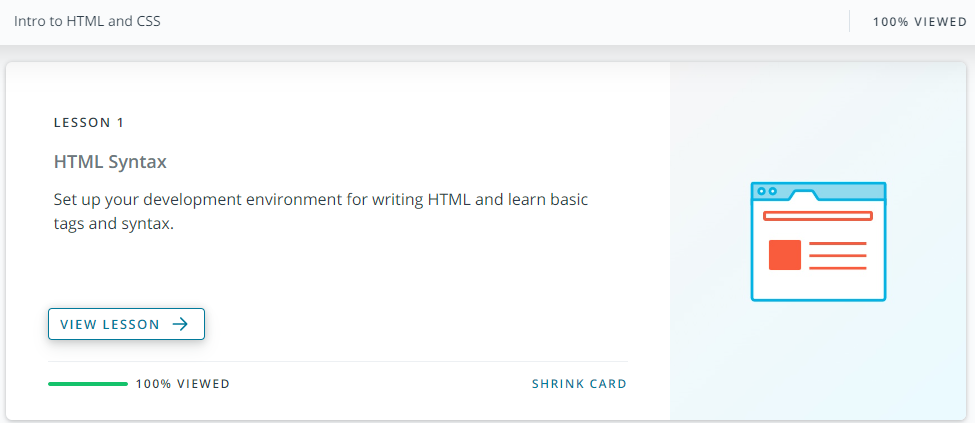 Intro to HTML and CSS
100% VIEWED
LESSON 1
HTML Syntax
Set up your development environment for writing HTML and learn basic
tags and syntax.
VIEW LESSON
100% VIEWED
SHRINK CARD